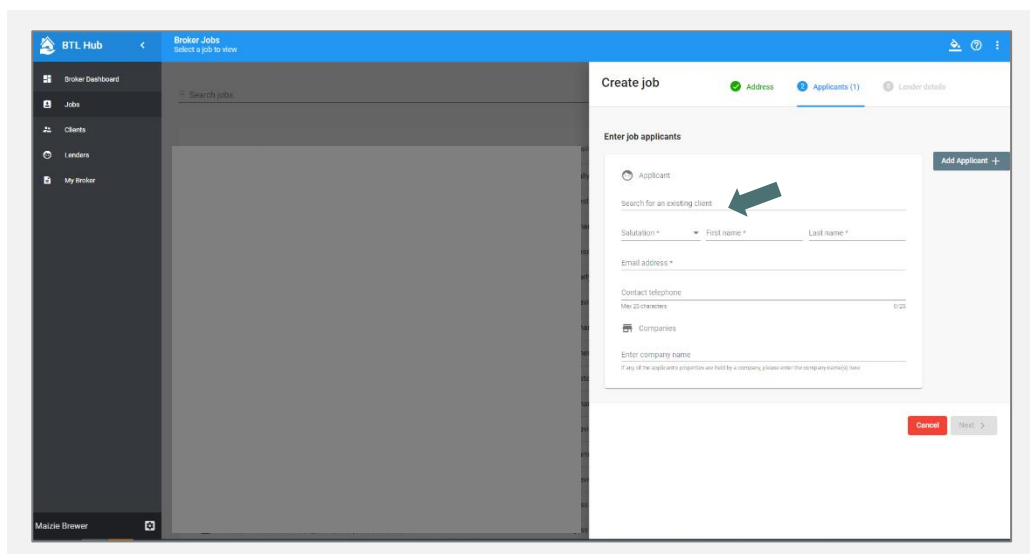 BTL Hub
Broker Jobs
Select a job to view
Broker Dashboard
Jobs
Clients
Lenders
My Broker
Maizie Brewer
Search jobs
Create job
Address
2 Applicants (1)
Lender details
Enter job applicants
Add Applicant +
Applicant
Search for an existing client
Salutation * First name * Last name *
Email address *
Contact telephone
Max 25 characters 0/25
Companies
Enter company name
If any of the applicants properties are held by a company, please enter the company name(s) here
Cancel Next >